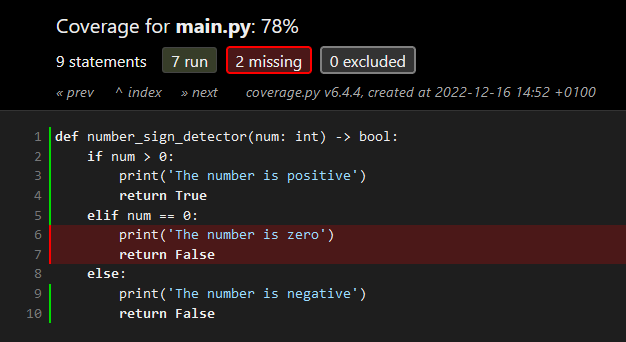 Coverage for main.py: 78%
9 statements 7 run 2 missing 0 excluded
« prev ^ index » next coverage.py v6.4.4, created at 2022-12-16 14:52 +0100
1 def number_sign_detector(num: int) -> bool:
2     if num > 0:
3         print('The number is positive')
4         return True
5     elif num == 0:
6         print('The number is zero')
7         return False
8     else:
9         print('The number is negative')
10         return False